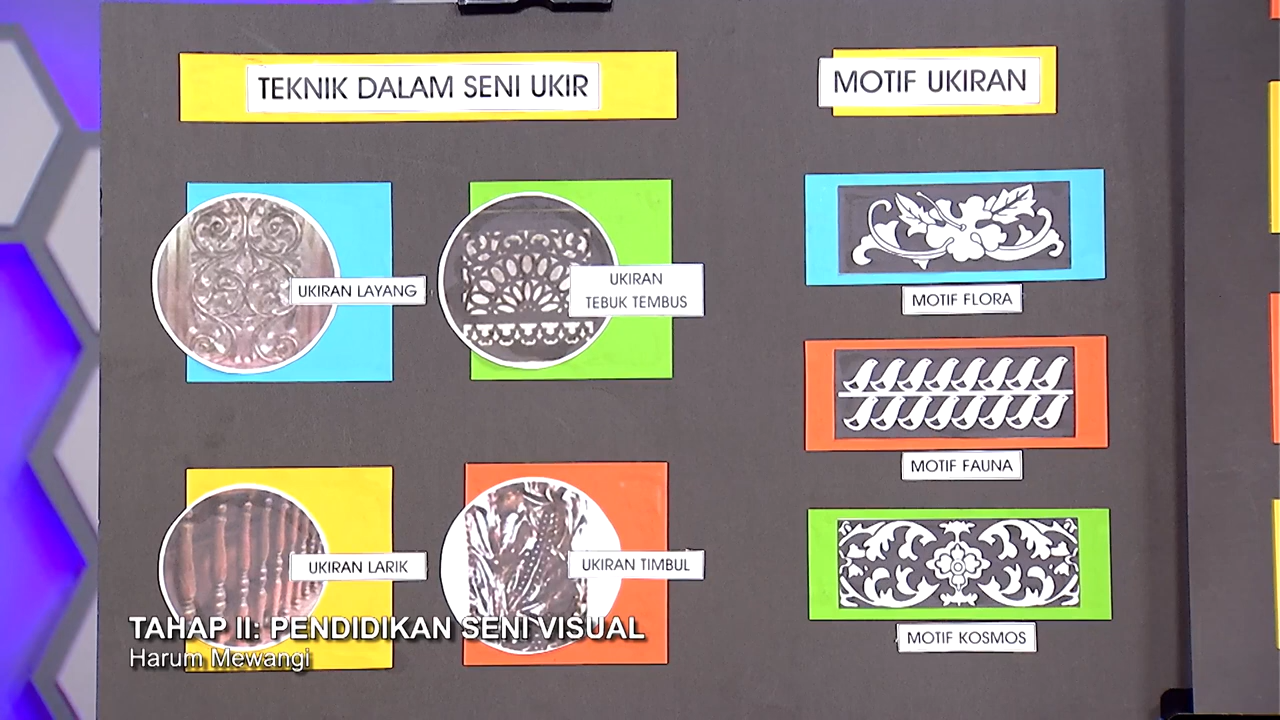 TEKNIK DALAM SENI UKIR
MOTIF UKIRAN
UKIRAN LAYANG
UKIRAN
TEBUK TEMBUS
UKIRAN LARIK
UKIRAN TIMBUL
MOTIF FLORA
MOTIF FAUNA
MOTIF KOSMOS
TAHAP II: PENDIDIKAN SENI VISUAL
Harum Mewangi